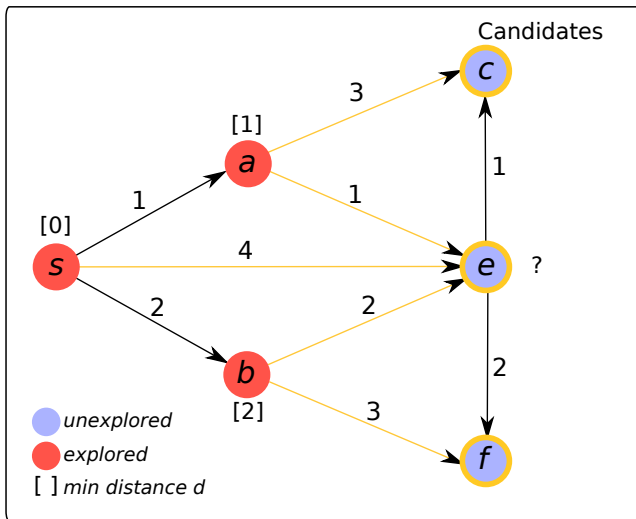 Candidates
c
3
[1]
a
1
1
1
[0]
s
4
e
?
2
2
2
b
[2]
3
f
unexplored
explored
[ ] min distance d